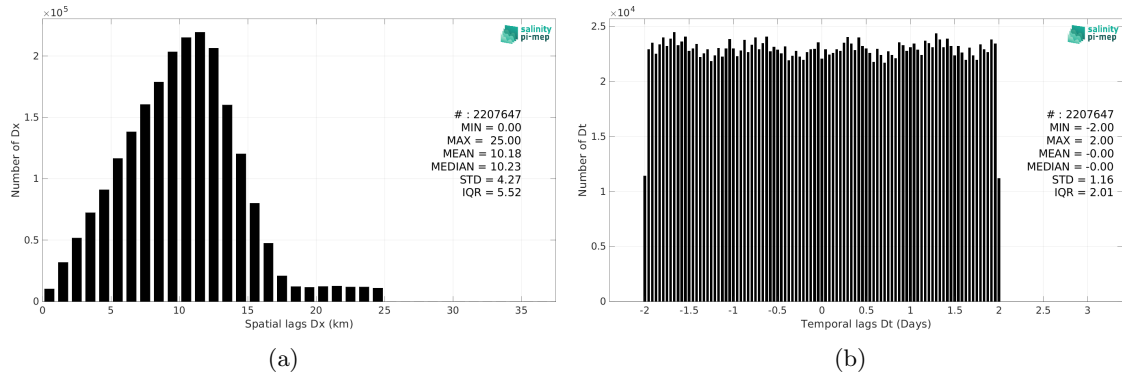 ×10⁵
2
1.5
1
0.5
0
Number of Dx
0 5 10 15 20 25 30 35
Spatial lags Dx (km)
salinity
pi-mep
# : 2207647
MIN = 0.00
MAX = 25.00
MEAN = 10.18
MEDIAN = 10.23
STD = 4.27
IQR = 5.52
(a)
×10⁴
2.5
2
1.5
1
0.5
0
Number of Dt
-2 -1.5 -1 -0.5 0 0.5 1 1.5 2 2.5 3
Temporal lags Dt (Days)
salinity
pi-mep
# : 2207647
MIN = -2.00
MAX = 2.00
MEAN = -0.00
MEDIAN = -0.00
STD = 1.16
IQR = 2.01
(b)